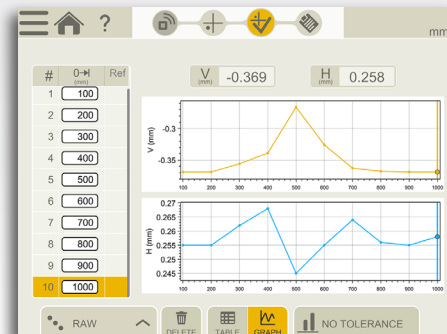 ?
mm
# 0 (mm) Ref
V (mm) -0.369
H (mm) 0.258
1 100
2 200
3 300
4 400
5 500
6 600
7 700
8 800
9 900
10 1000
V (mm)
-0.3
-0.35
100 200 300 400 500 600 700 800 900 1000
H (mm)
0.27
0.265
0.26
0.255
0.25
0.245
100 200 300 400 500 600 700 800 900 1000
RAW
DELETE
TABLE
GRAPH
NO TOLERANCE